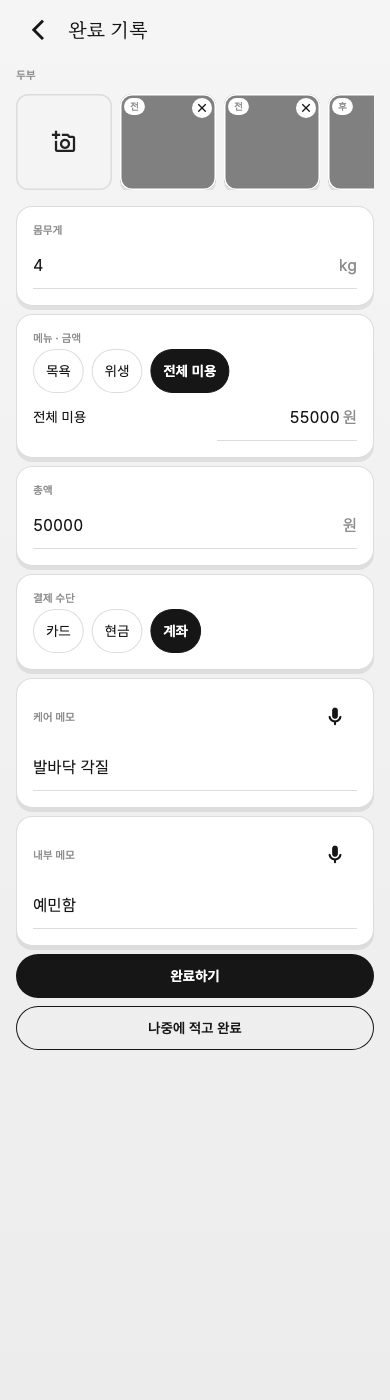 완료 기록
두부
전
전
후
몸무게
4 kg
메뉴 · 금액
목욕 위생 전체 미용
전체 미용 55000 원
총액
50000 원
결제 수단
카드 현금 계좌
케어 메모
발바닥 각질
내부 메모
예민함
완료하기
나중에 적고 완료